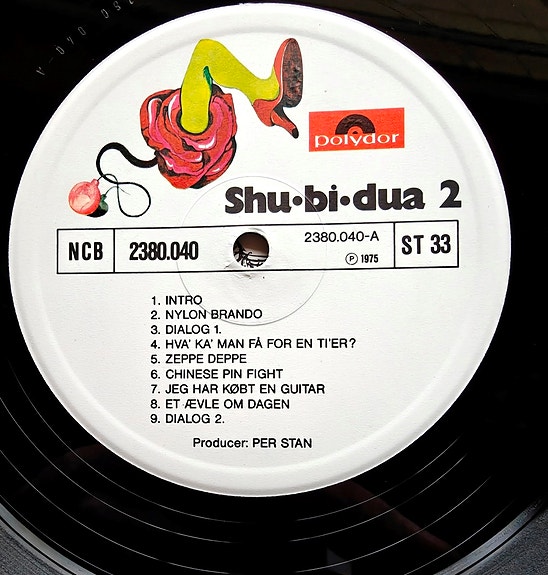 polydor
Shu•bi•dua 2
NCB 2380.040 2380.040-A ST 33
℗ 1975
1. INTRO
2. NYLON BRANDO
3. DIALOG 1.
4. HVA' KA' MAN FÅ FOR EN TI'ER?
5. ZEPPE DEPPE
6. CHINESE PIN FIGHT
7. JEG HAR KØBT EN GUITAR
8. ET ÆVLE OM DAGEN
9. DIALOG 2.
Producer: PER STAN